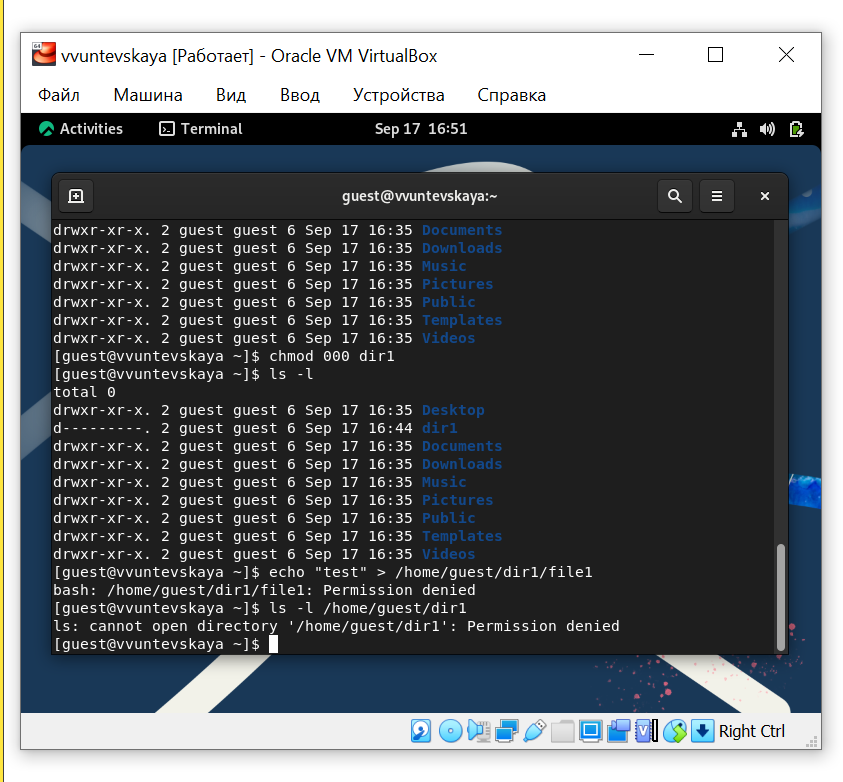 vvuntevskaya [Работает] - Oracle VM VirtualBox
Файл Машина Вид Ввод Устройства Справка
Activities Terminal Sep 17 16:51
guest@vvuntevskaya:~
drwxr-xr-x. 2 guest guest 6 Sep 17 16:35 Documents
drwxr-xr-x. 2 guest guest 6 Sep 17 16:35 Downloads
drwxr-xr-x. 2 guest guest 6 Sep 17 16:35 Music
drwxr-xr-x. 2 guest guest 6 Sep 17 16:35 Pictures
drwxr-xr-x. 2 guest guest 6 Sep 17 16:35 Public
drwxr-xr-x. 2 guest guest 6 Sep 17 16:35 Templates
drwxr-xr-x. 2 guest guest 6 Sep 17 16:35 Videos
[guest@vvuntevskaya ~]$ chmod 000 dir1
[guest@vvuntevskaya ~]$ ls -l
total 0
drwxr-xr-x. 2 guest guest 6 Sep 17 16:35 Desktop
d---------. 2 guest guest 6 Sep 17 16:44 dir1
drwxr-xr-x. 2 guest guest 6 Sep 17 16:35 Documents
drwxr-xr-x. 2 guest guest 6 Sep 17 16:35 Downloads
drwxr-xr-x. 2 guest guest 6 Sep 17 16:35 Music
drwxr-xr-x. 2 guest guest 6 Sep 17 16:35 Pictures
drwxr-xr-x. 2 guest guest 6 Sep 17 16:35 Public
drwxr-xr-x. 2 guest guest 6 Sep 17 16:35 Templates
drwxr-xr-x. 2 guest guest 6 Sep 17 16:35 Videos
[guest@vvuntevskaya ~]$ echo "test" > /home/guest/dir1/file1
bash: /home/guest/dir1/file1: Permission denied
[guest@vvuntevskaya ~]$ ls -l /home/guest/dir1
ls: cannot open directory '/home/guest/dir1': Permission denied
[guest@vvuntevskaya ~]$
Right Ctrl